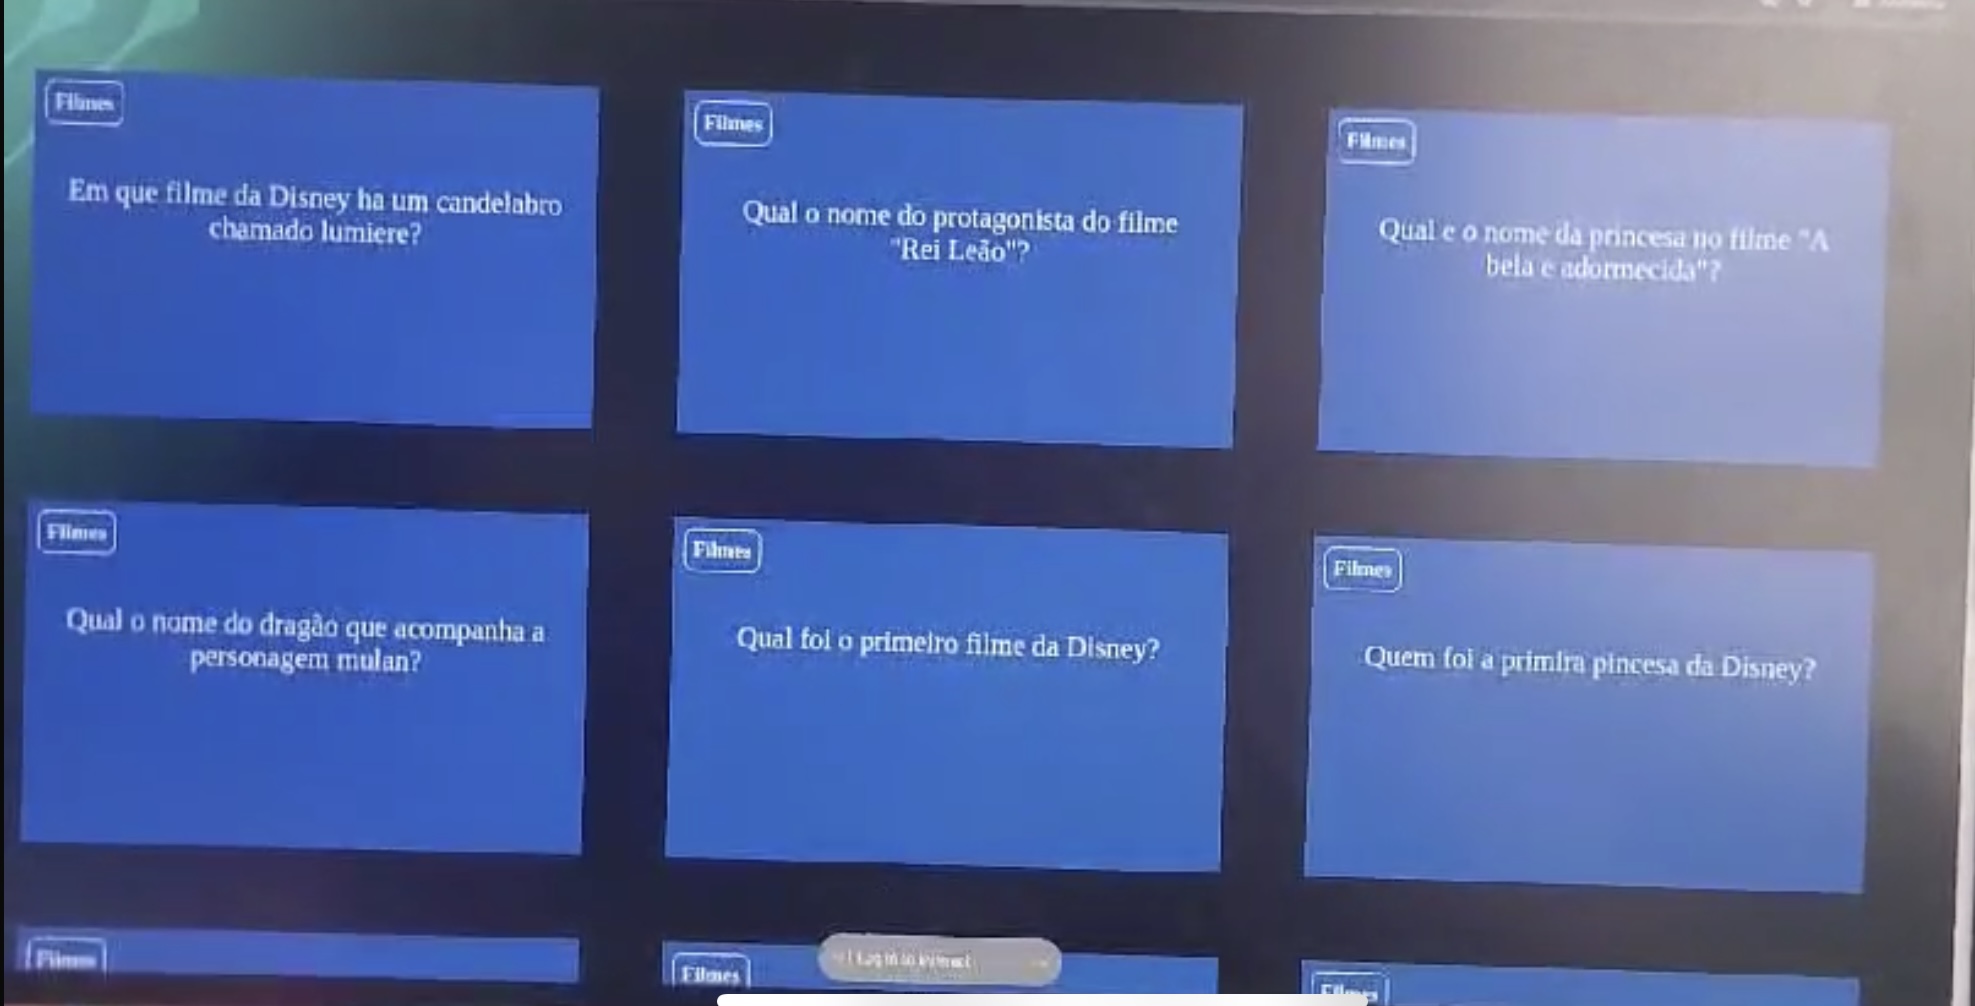 Filmes
Em que filme da Disney ha um candelabro
chamado lumiere?
Filmes
Qual o nome do protagonista do filme
"Rei Leão"?
Filmes
Qual e o nome da princesa no filme "A
bela e adormecida"?
Filmes
Qual o nome do dragão que acompanha a
personagem mulan?
Filmes
Qual foi o primeiro filme da Disney?
Filmes
Quem foi a primira pincesa da Disney?
Filmes
Filmes
Filmes